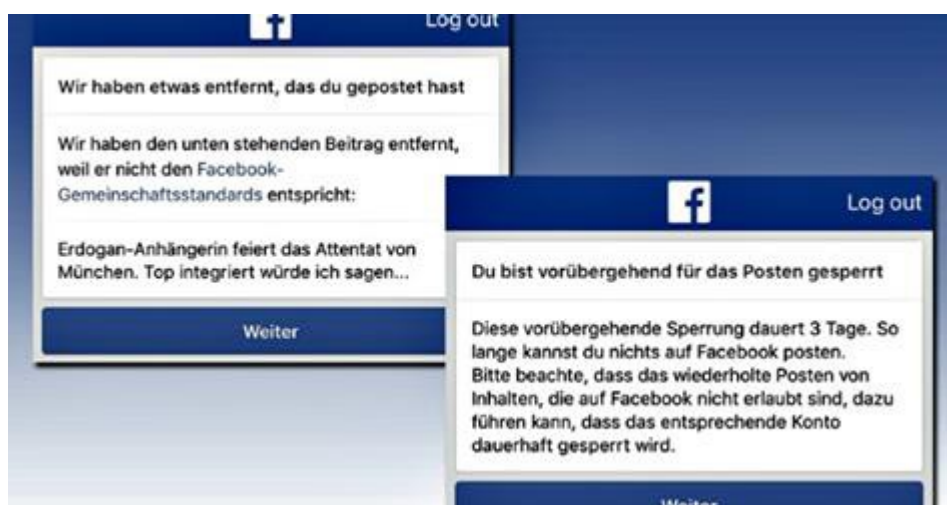 Log out
Wir haben etwas entfernt, das du gepostet hast
Wir haben den unten stehenden Beitrag entfernt,
weil er nicht den Facebook-
Gemeinschaftsstandards entspricht:
Erdogan-Anhängerin feiert das Attentat von
München. Top integriert würde ich sagen...
Weiter
Log out
Du bist vorübergehend für das Posten gesperrt
Diese vorübergehende Sperrung dauert 3 Tage. So
lange kannst du nichts auf Facebook posten.
Bitte beachte, dass das wiederholte Posten von
Inhalten, die auf Facebook nicht erlaubt sind, dazu
führen kann, dass das entsprechende Konto
dauerhaft gesperrt wird.
Weiter